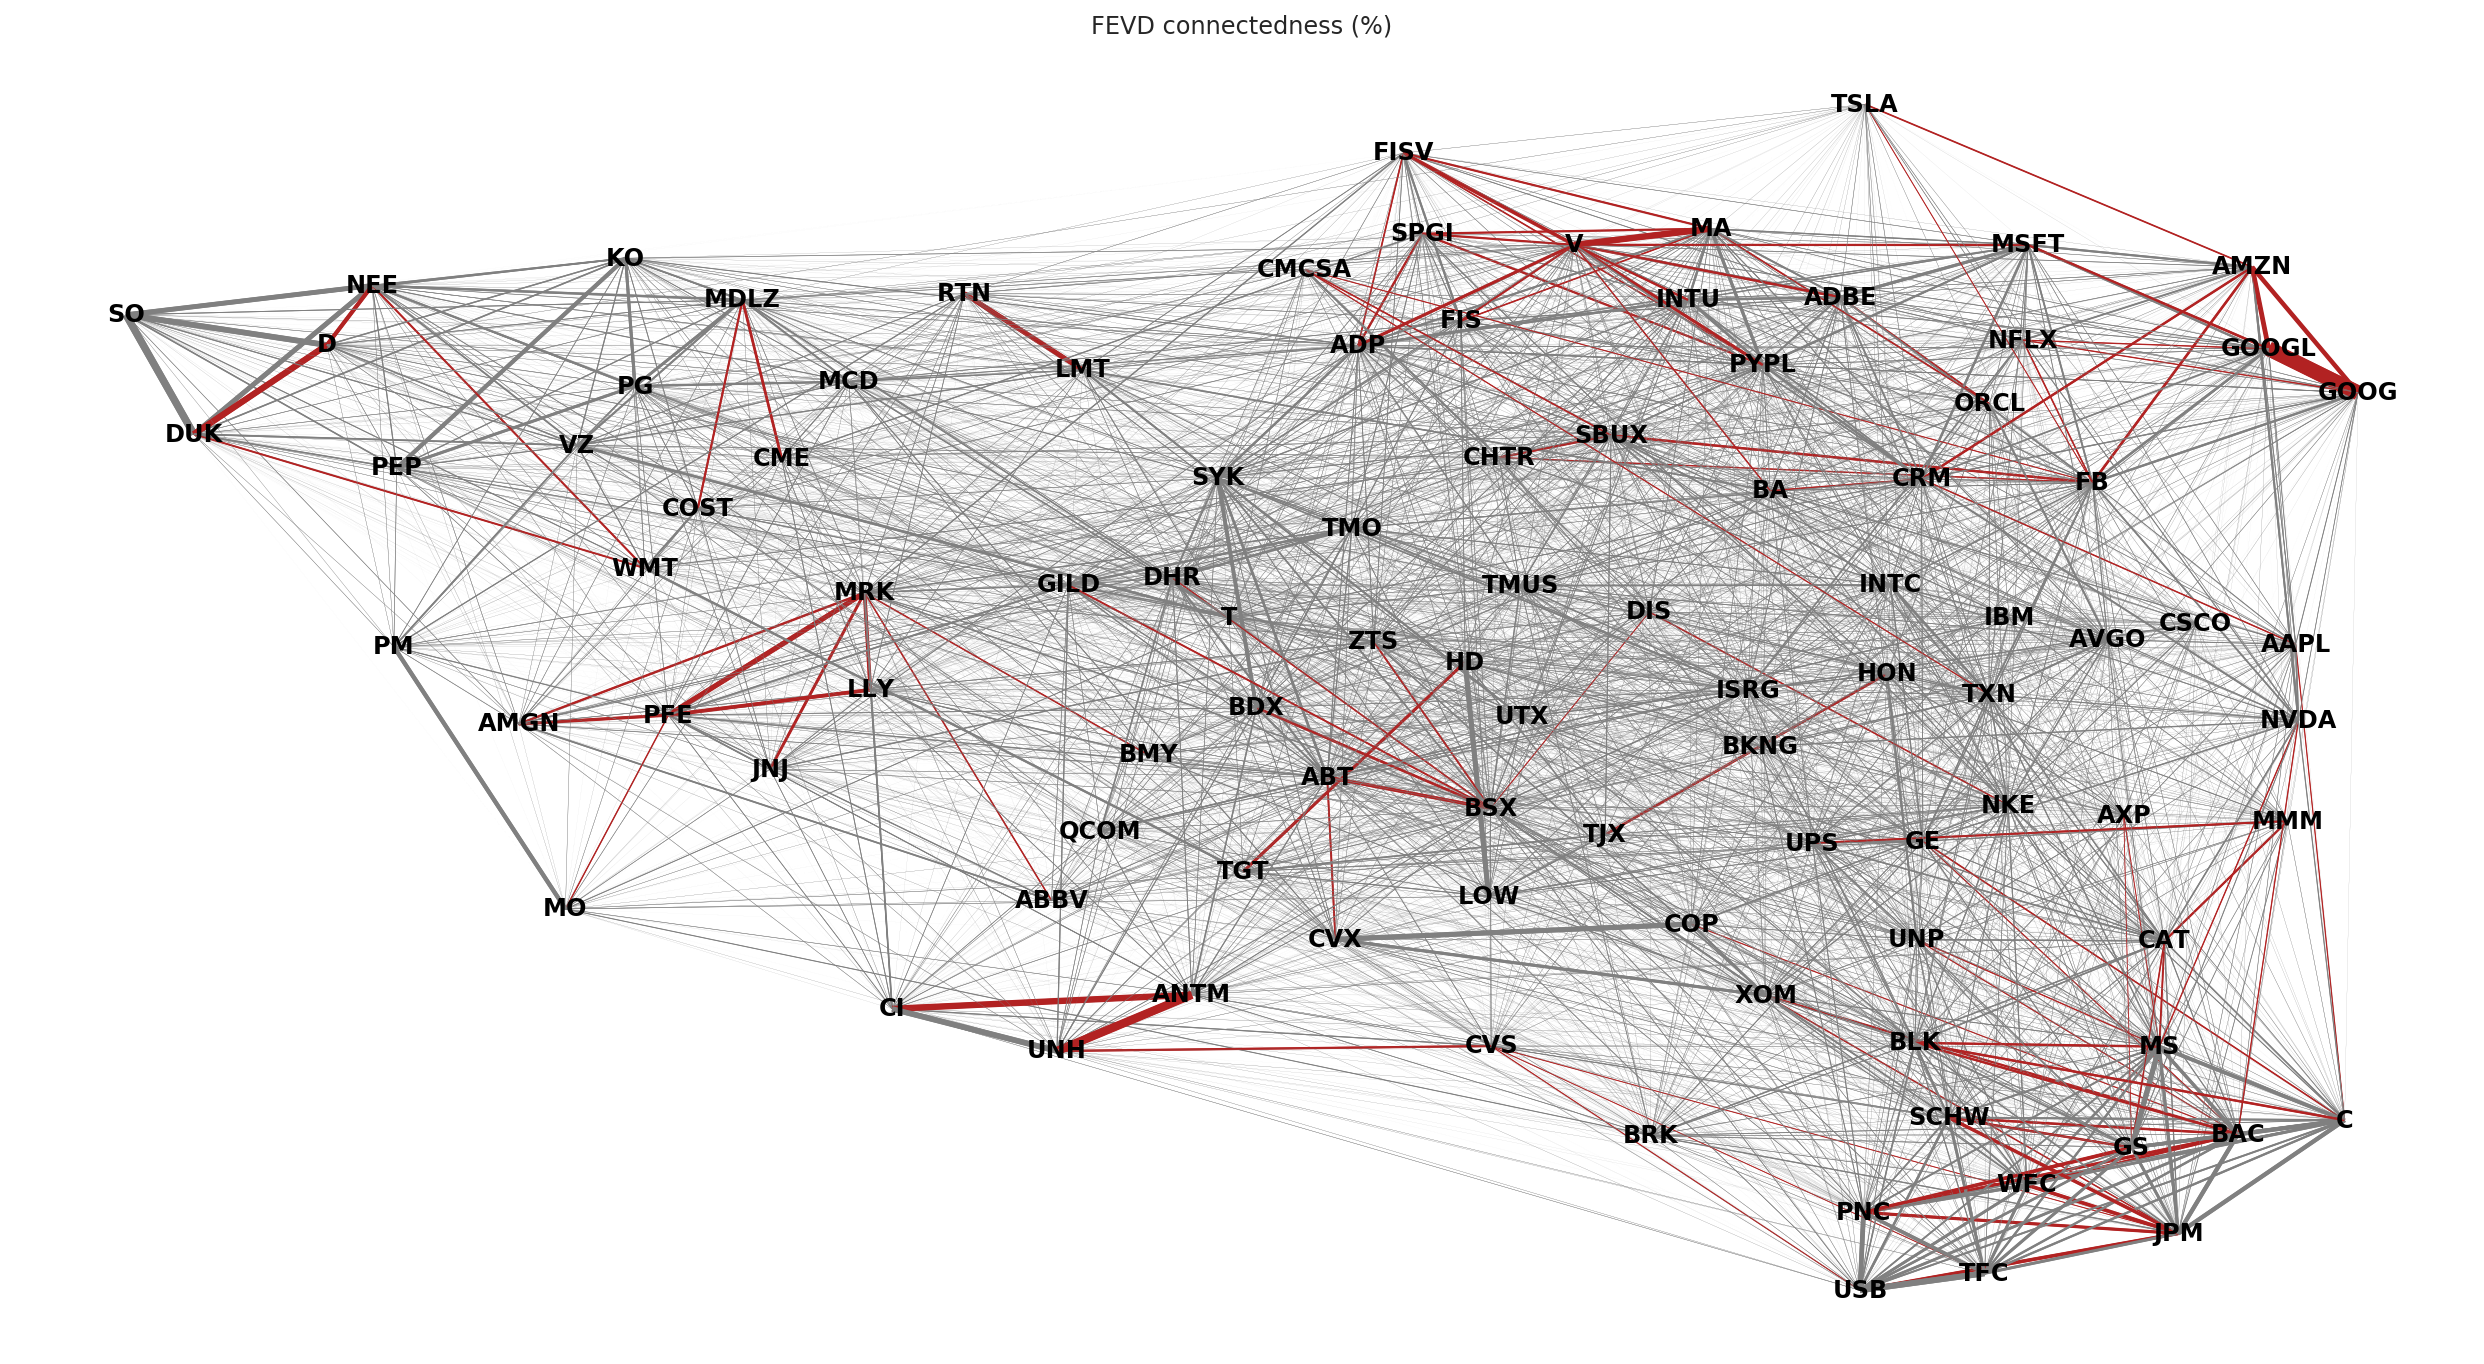 FEVD connectedness (%)
TSLA
FISV
MA
SPGI
V
MSFT
KO
AMZN
CMCSA
NEE
RTN
MDLZ
INTU
ADBE
SO
FIS
D
ADP
NFLX
GOOGL
PYPL
LMT
MCD
PG
GOOG
ORCL
DUK
SBUX
VZ
CME
CHTR
PEP
SYK
CRM
FB
BA
COST
TMO
WMT
DHR
GILD
TMUS
INTC
MRK
DIS
T
IBM
CSCO
AVGO
ZTS
AAPL
PM
HD
HON
LLY
ISRG
TXN
BDX
PFE
UTX
AMGN
NVDA
BKNG
BMY
JNJ
ABT
BSX
NKE
AXP
MMM
QCOM
TJX
UPS
GE
TGT
LOW
ABBV
MO
COP
CVX
UNP
CAT
ANTM
XOM
CI
BLK
CVS
MS
UNH
SCHW
C
BRK
BAC
GS
WFC
PNC
JPM
TFC
USB